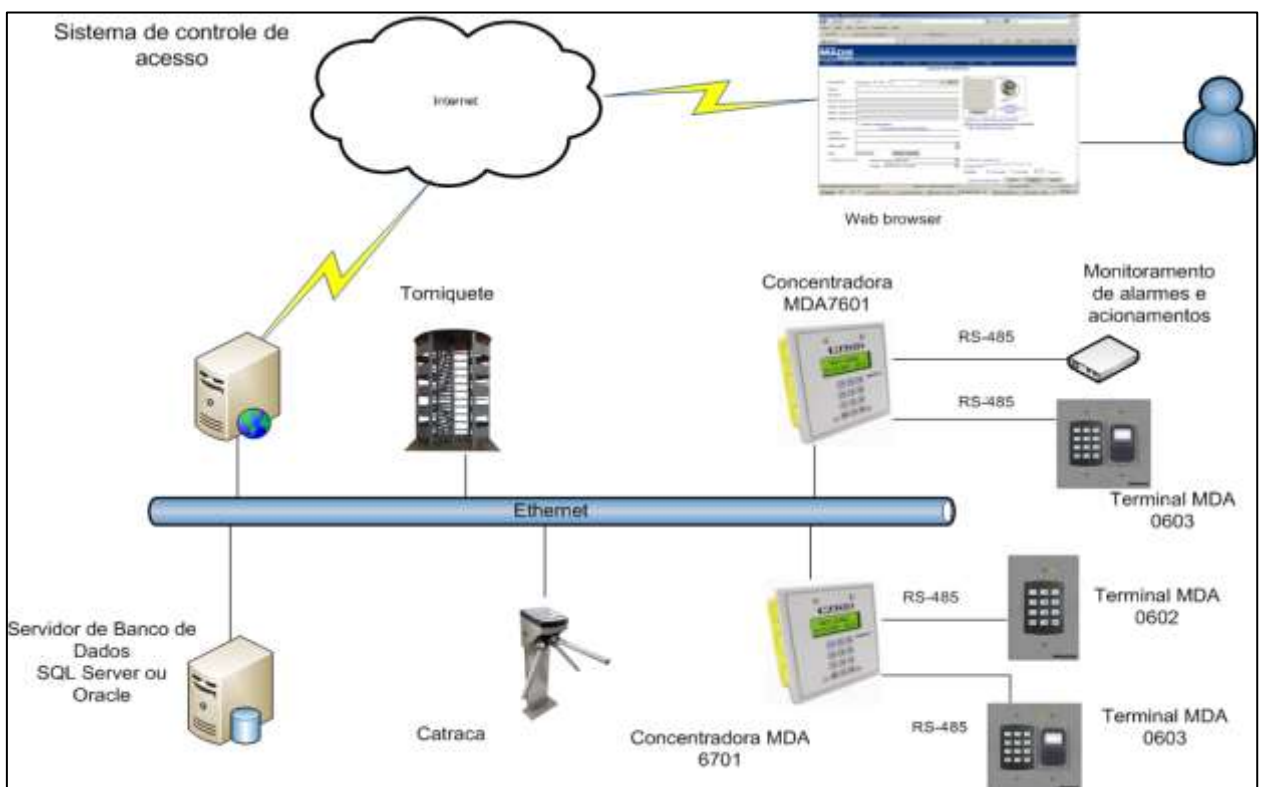 Sistema de controle de
acesso
Internet
MADIS
Web browser
Torniquete
Concentradora
MDA7601
Monitoramento
de alarmes e
acionamentos
RS-485
RS-485
Terminal MDA
0603
Ethernet
Servidor de Banco de
Dados
SQL Server ou
Oracle
Catraca
Concentradora MDA
6701
RS-485
Terminal MDA
0602
RS-485
Terminal MDA
0603